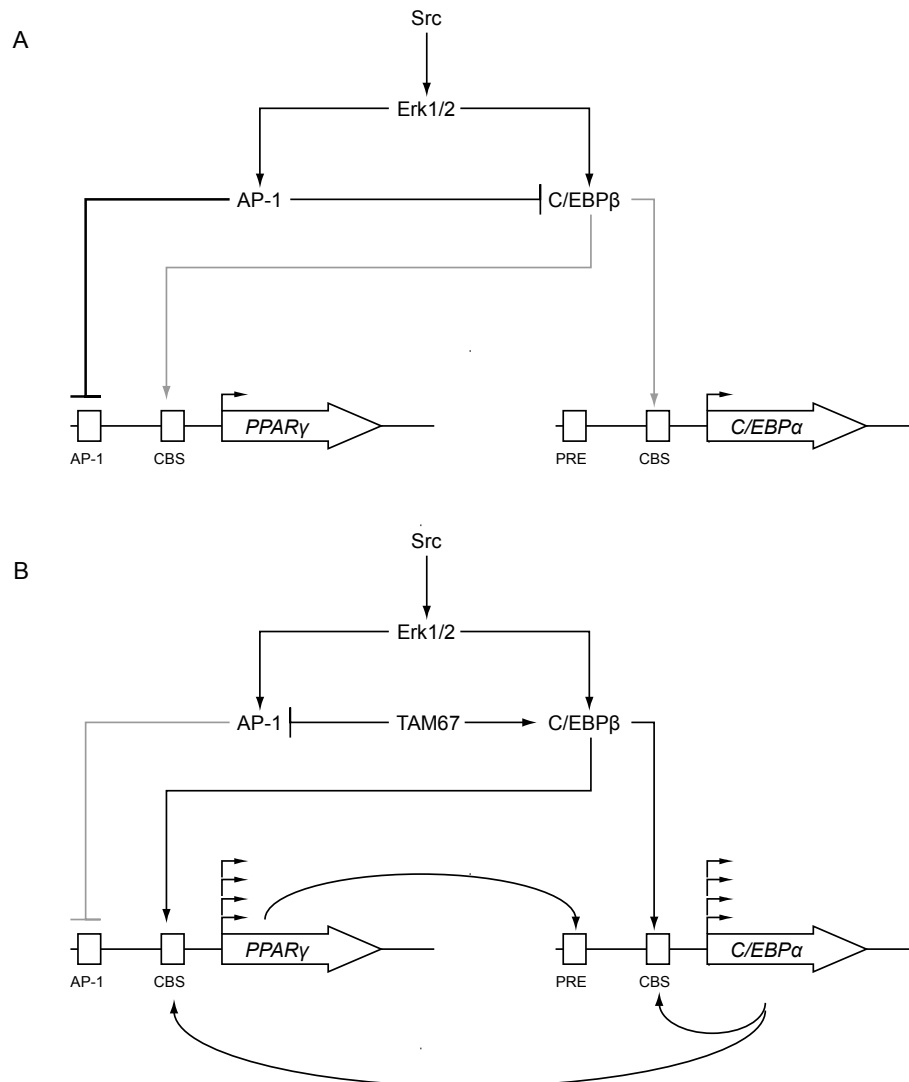 A
Src
Erk1/2
AP-1 C/EBPβ
PPARγ C/EBPα
AP-1 CBS PRE CBS
B
Src
Erk1/2
AP-1 TAM67 C/EBPβ
PPARγ C/EBPα
AP-1 CBS PRE CBS